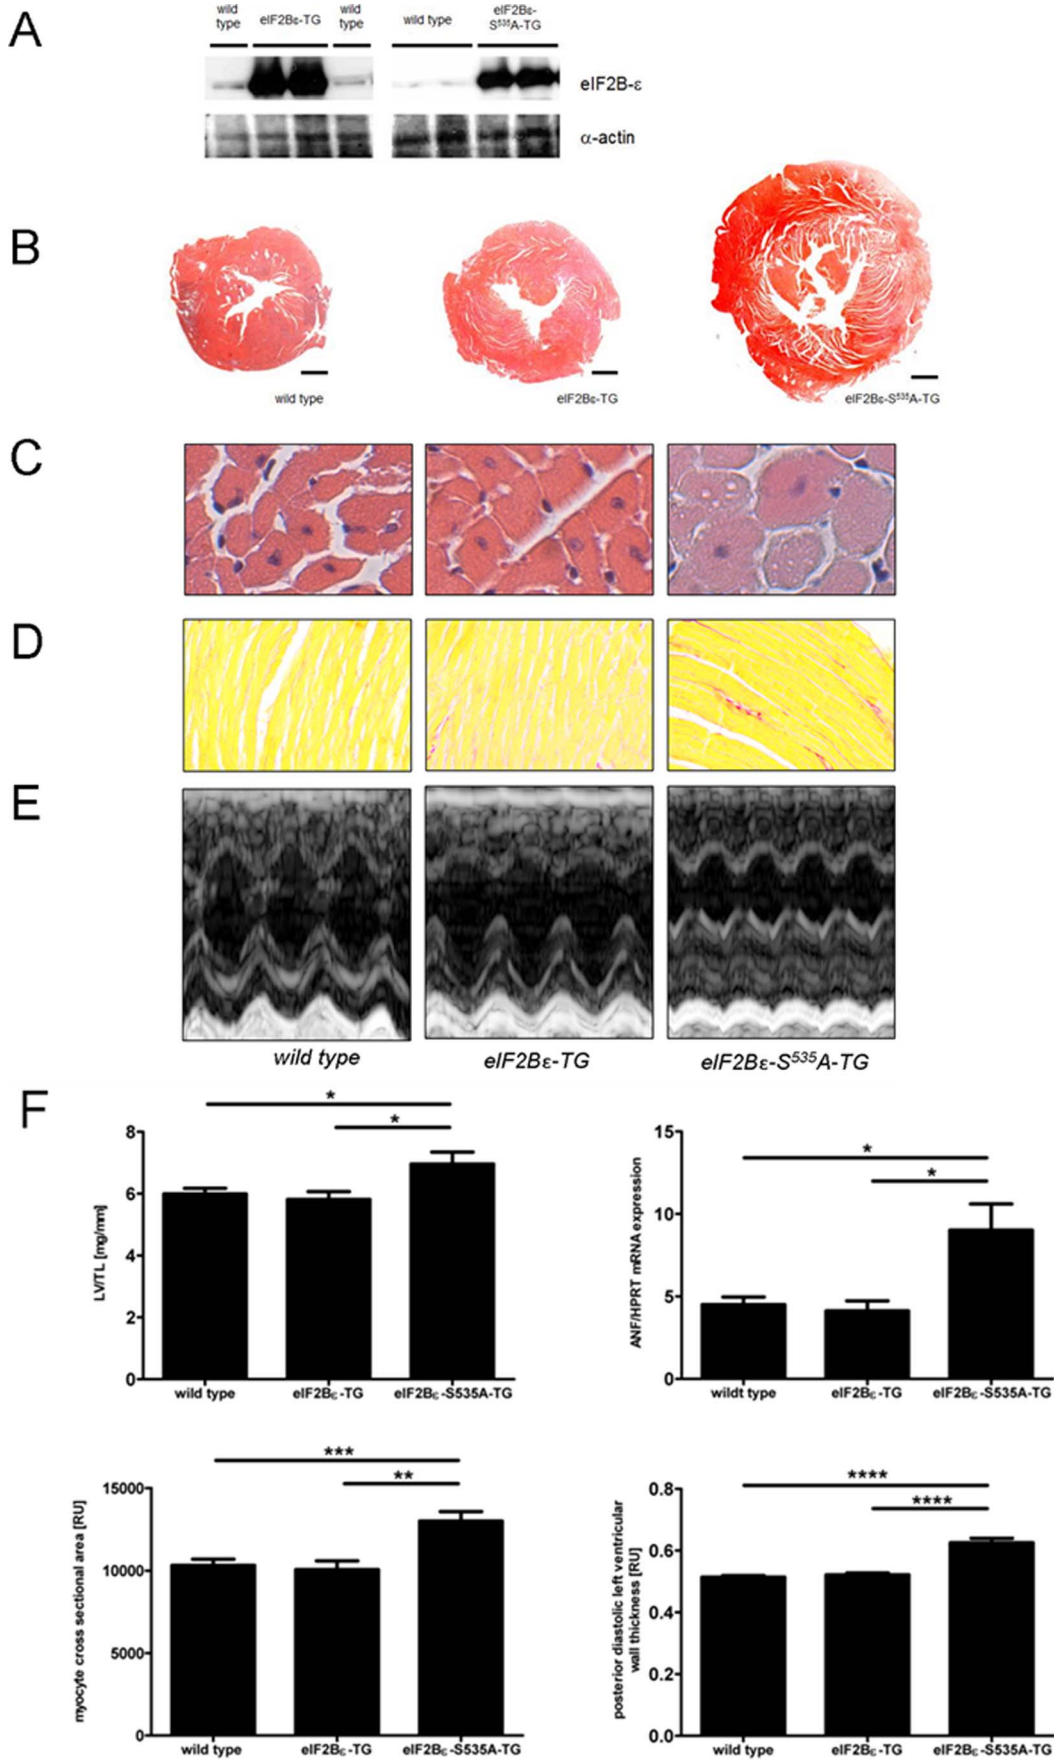 A
wild type
eIF2Bε-TG
wild type
wild type
eIF2Bε-S⁵³⁵A-TG
eIF2B-ε
α-actin
B
wild type
eIF2Bε-TG
eIF2Bε-S⁵³⁵A-TG
C
D
E
wild type
eIF2Bε-TG
eIF2Bε-S⁵³⁵A-TG
F
*
*
8
6
4
2
0
LV/TL [mg/mm]
wild type
eIF2Bε-TG
eIF2Bε-S535A-TG
*
*
15
10
5
0
ANF/HPRT mRNA expression
wildt type
eIF2Bε-TG
eIF2Bε-S535A-TG
***
**
15000
10000
5000
0
myocyte cross sectional area [RU]
wild type
eIF2Bε-TG
eIF2Bε-S535A-TG
****
****
0.8
0.6
0.4
0.2
0.0
posterior diastolic left ventricular
wall thickness [RU]
wild type
eIF2Bε-TG
eIF2Bε-S535A-TG